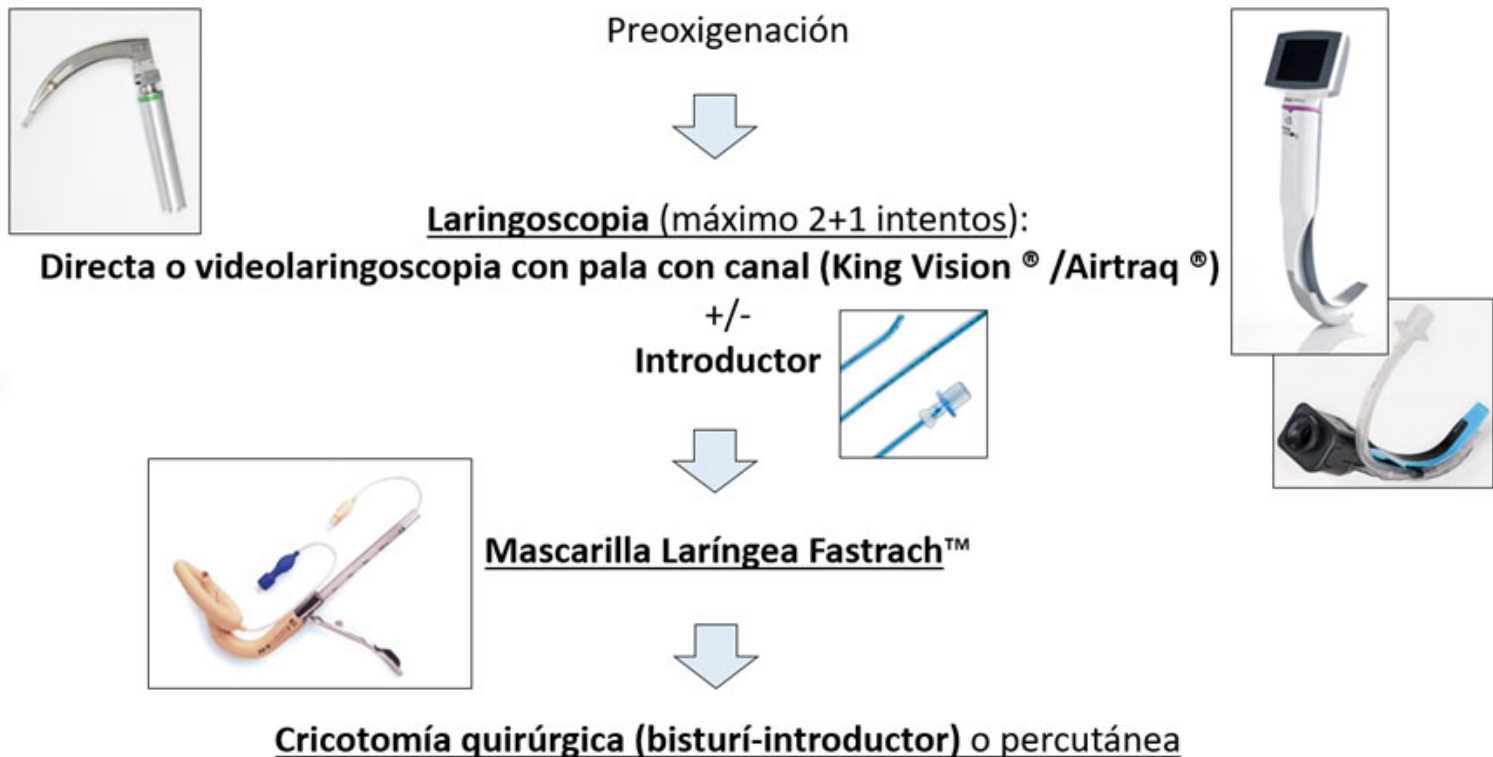 Preoxigenación
Laringoscopia (máximo 2+1 intentos):
Directa o videolaringoscopia con pala con canal (King Vision ® /Airtraq ®)
+/-
Introductor
Mascarilla Laríngea Fastrach™
Cricotomía quirúrgica (bisturí-introductor) o percutánea